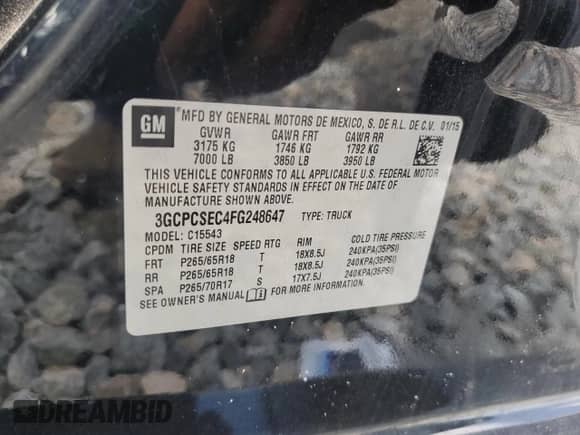 GM
MFD BY GENERAL MOTORS DE MEXICO, S. DE R.L. DE C.V. 01/15
GVWR GAWR FRT GAWR RR
3175 KG 1746 KG 1792 KG
7000 LB 3850 LB 3950 LB
THIS VEHICLE CONFORMS TO ALL APPLICABLE U.S. FEDERAL MOTOR
VEHICLE SAFETY STANDARDS IN EFFECT ON THE DATE OF
MANUFACTURE SHOWN ABOVE.
3GCPCSEC4FG248647 TYPE: TRUCK
MODEL: C15543
CPDM TIRE SIZE SPEED RTG RIM COLD TIRE PRESSURE
FRT P265/65R18 T 18X8.5J 240KPA(35PSI)
RR P265/65R18 T 18X8.5J 240KPA(35PSI)
SPA P265/70R17 S 17X7.5J 240KPA(35PSI)
SEE OWNER'S MANUAL FOR MORE INFORMATION.
DREAMBID